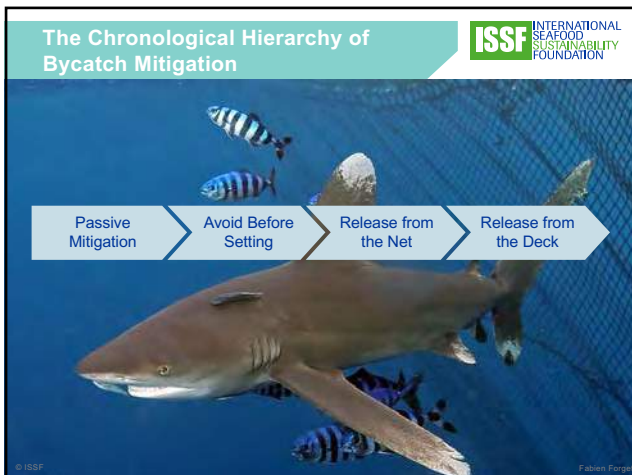 The Chronological Hierarchy of
Bycatch Mitigation
ISSF
INTERNATIONAL
SEAFOOD
SUSTAINABILITY
FOUNDATION
Passive
Mitigation
Avoid Before
Setting
Release from
the Net
Release from
the Deck
© ISSF
Fabien Forget